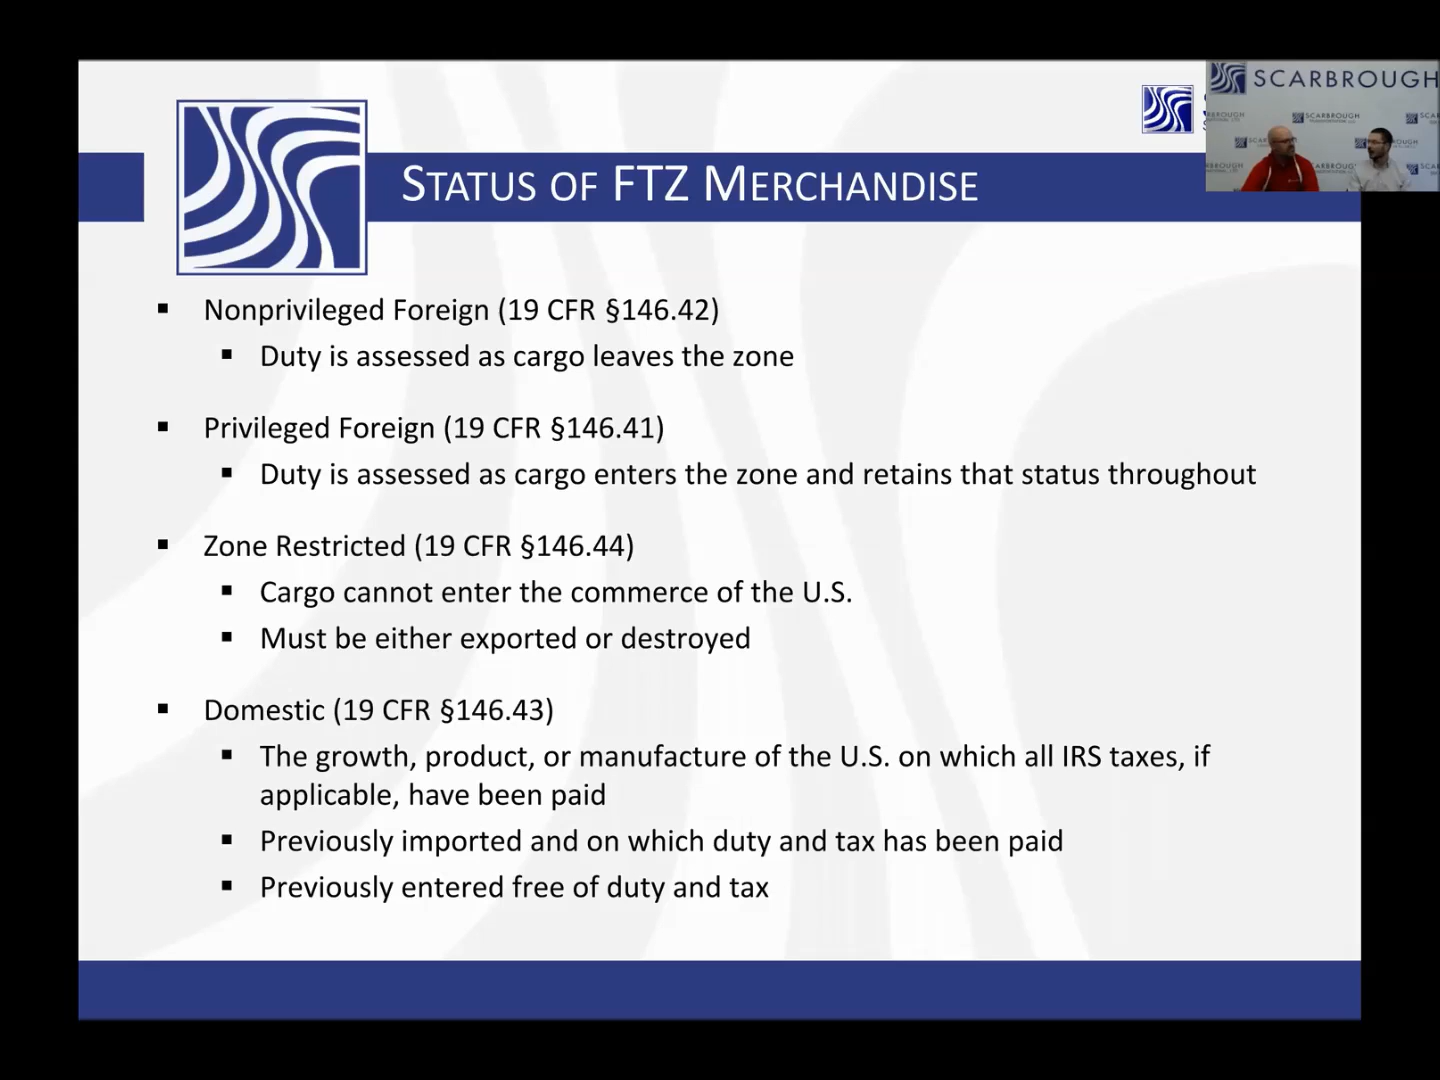 SCARBROUGH
STATUS OF FTZ MERCHANDISE
▪ Nonprivileged Foreign (19 CFR §146.42)
▪ Duty is assessed as cargo leaves the zone
▪ Privileged Foreign (19 CFR §146.41)
▪ Duty is assessed as cargo enters the zone and retains that status throughout
▪ Zone Restricted (19 CFR §146.44)
▪ Cargo cannot enter the commerce of the U.S.
▪ Must be either exported or destroyed
▪ Domestic (19 CFR §146.43)
▪ The growth, product, or manufacture of the U.S. on which all IRS taxes, if
applicable, have been paid
▪ Previously imported and on which duty and tax has been paid
▪ Previously entered free of duty and tax